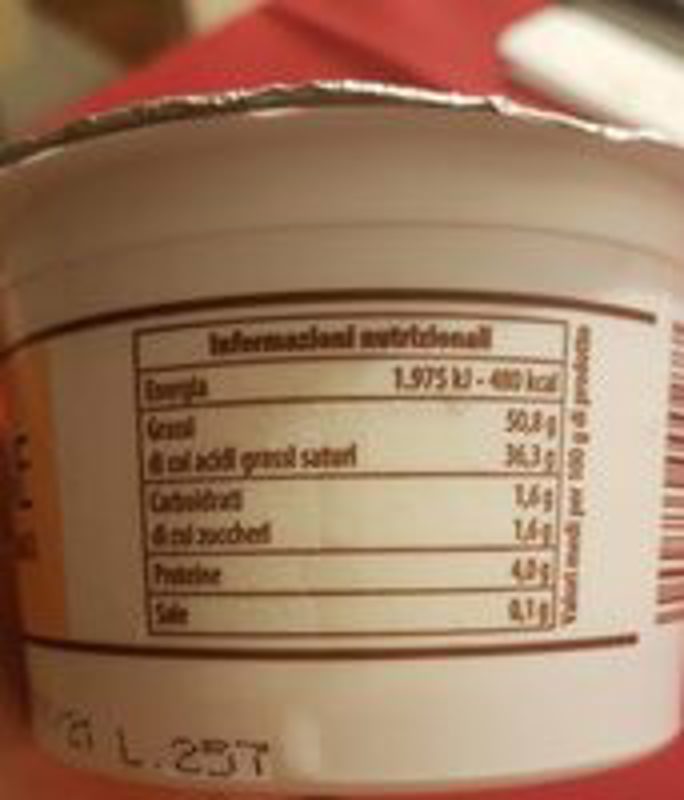 Informazioni nutrizionali
Energia 1.975 kJ - 480 kcal
Grassi 50,8 g
di cui acidi grassi saturi 36,3 g
Carboidrati 1,6 g
di cui zuccheri 1,6 g
Proteine 4,0 g
Sale 0,1 g
Valori medi per 100 g di prodotto
L.257